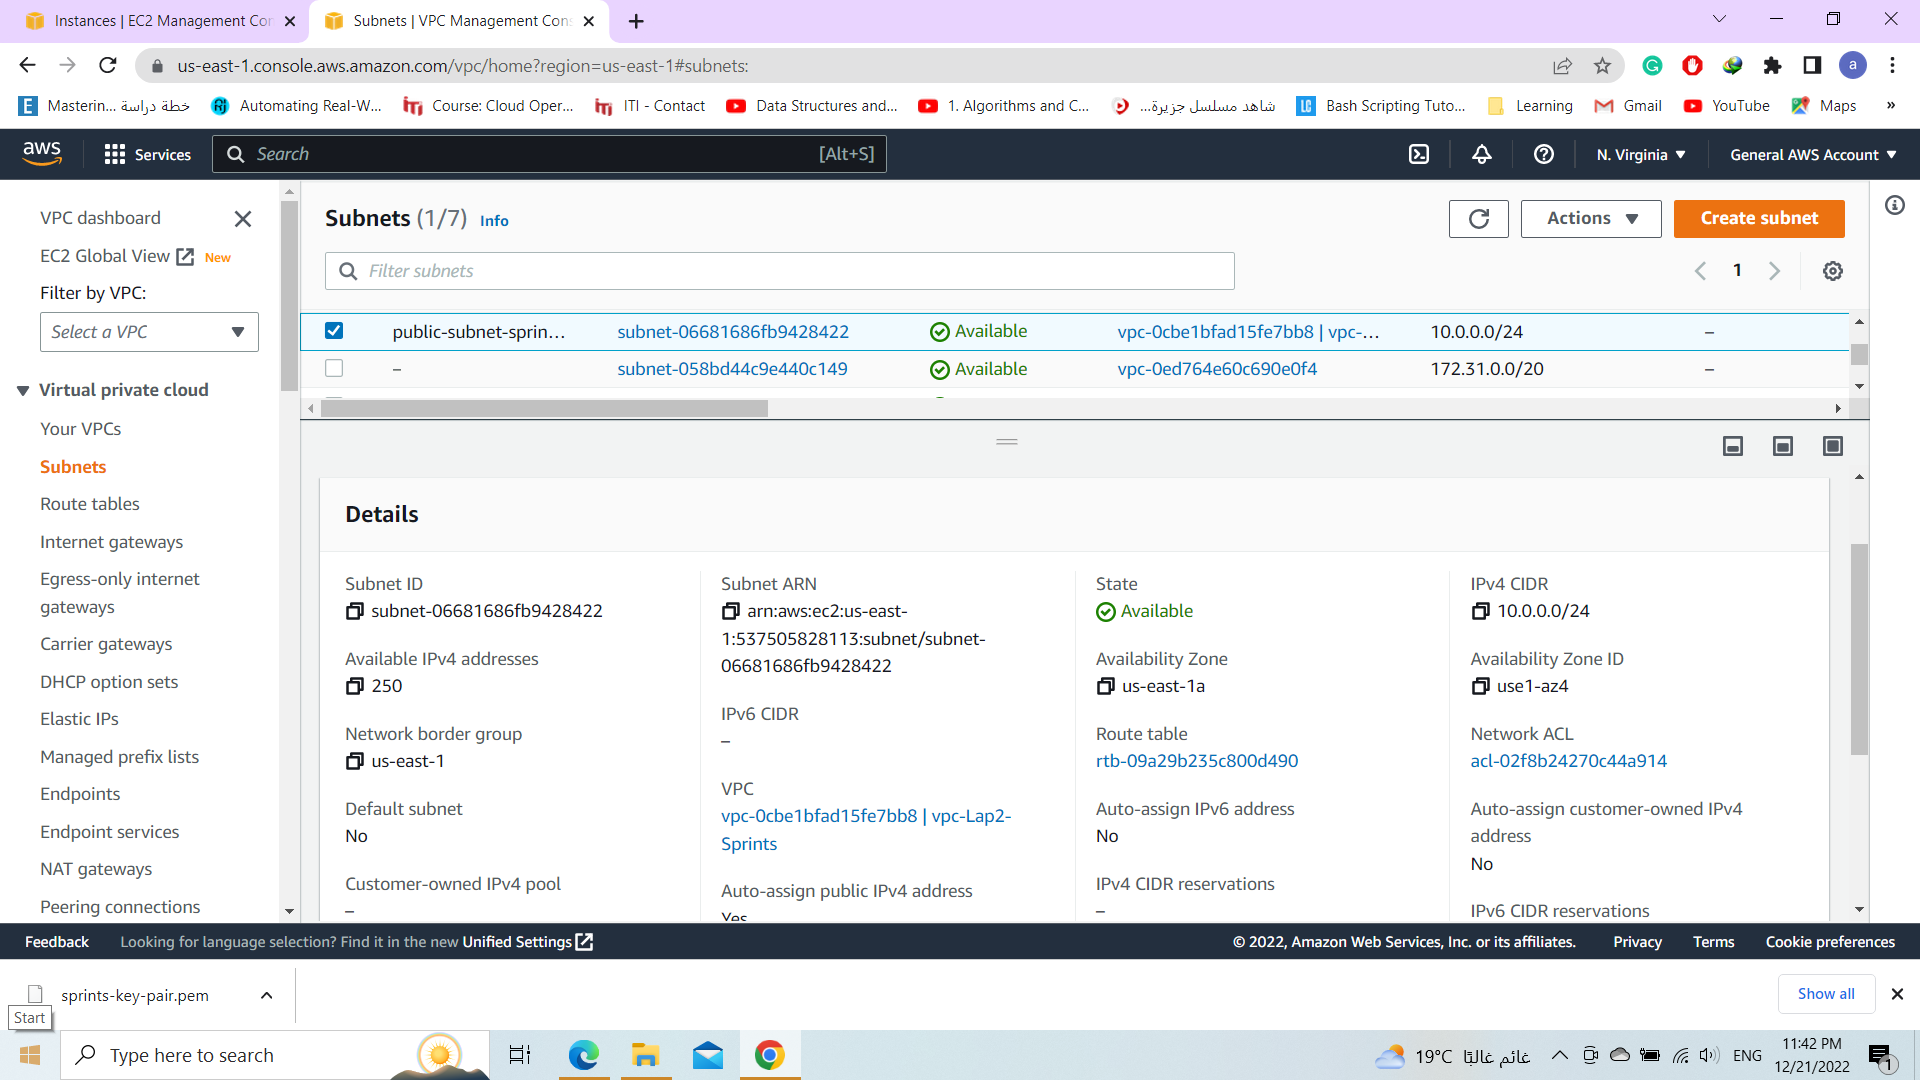 Instances | EC2 Management Con
Subnets | VPC Management Cons
us-east-1.console.aws.amazon.com/vpc/home?region=us-east-1#subnets:
a
Masterin... خطة دراسة
Automating Real-W...
Course: Cloud Oper...
ITI - Contact
Data Structures and...
1. Algorithms and C...
شاهد مسلسل جزيرة...
LC Bash Scripting Tuto...
Learning
Gmail
YouTube
Maps
»
aws
Services
Search
[Alt+S]
N. Virginia
General AWS Account
VPC dashboard
EC2 Global View
New
Filter by VPC:
Select a VPC
Virtual private cloud
Your VPCs
Subnets
Route tables
Internet gateways
Egress-only internet
gateways
Carrier gateways
DHCP option sets
Elastic IPs
Managed prefix lists
Endpoints
Endpoint services
NAT gateways
Peering connections
Subnets (1/7) Info
Actions
Create subnet
Filter subnets
1
public-subnet-sprin... subnet-06681686fb9428422 Available vpc-0cbe1bfad15fe7bb8 | vpc-... 10.0.0.0/24 –
– subnet-058bd44c9e440c149 Available vpc-0ed764e60c690e0f4 172.31.0.0/20 –
Details
Subnet ID
subnet-06681686fb9428422
Available IPv4 addresses
250
Network border group
us-east-1
Default subnet
No
Customer-owned IPv4 pool
–
Subnet ARN
arn:aws:ec2:us-east-
1:537505828113:subnet/subnet-
06681686fb9428422
IPv6 CIDR
–
VPC
vpc-0cbe1bfad15fe7bb8 | vpc-Lap2-
Sprints
Auto-assign public IPv4 address
Yes
State
Available
Availability Zone
us-east-1a
Route table
rtb-09a29b235c800d490
Auto-assign IPv6 address
No
IPv4 CIDR reservations
–
IPv4 CIDR
10.0.0.0/24
Availability Zone ID
use1-az4
Network ACL
acl-02f8b24270c44a914
Auto-assign customer-owned IPv4
address
No
IPv6 CIDR reservations
Feedback
Looking for language selection? Find it in the new Unified Settings
© 2022, Amazon Web Services, Inc. or its affiliates.
Privacy
Terms
Cookie preferences
sprints-key-pair.pem
Show all
Start
Type here to search
19°C غائم غالبًا
ENG
11:42 PM
12/21/2022
1